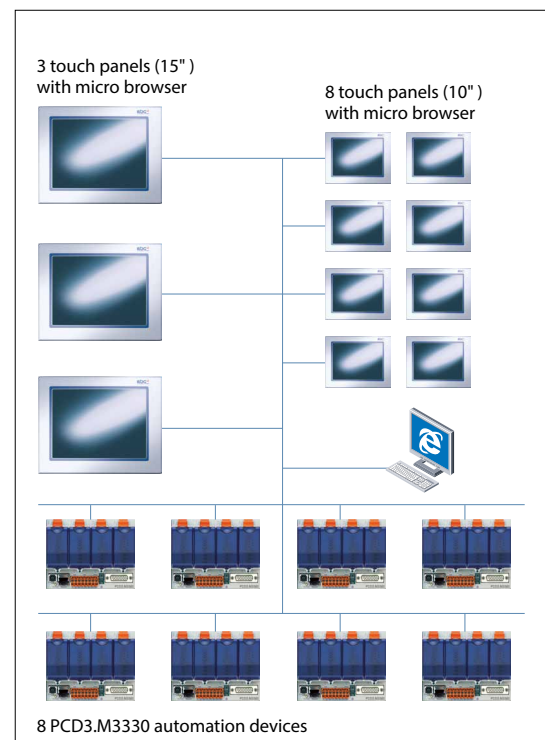 3 touch panels (15" )
with micro browser
8 touch panels (10" )
with micro browser
8 PCD3.M3330 automation devices